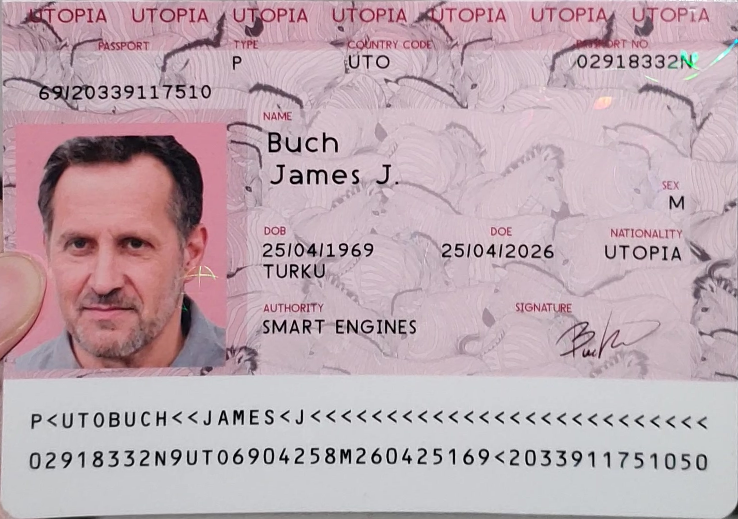 UTOPIA UTOPIA UTOPIA UTOPIA UTOPIA UTOPIA UTOPIA
PASSPORT TYPE COUNTRY CODE PASSPORT NO
P UTO 02918332N
69/20339117510
NAME
Buch
James J.
SEX
M
DOB DOE NATIONALITY
25/04/1969 25/04/2026 UTOPIA
TURKU
AUTHORITY SIGNATURE
SMART ENGINES
P<UTOBUCH<<JAMES<J<<<<<<<<<<<<<<<<<<<<<<<<<<
02918332N9UTO6904258M260425169<2033911751050